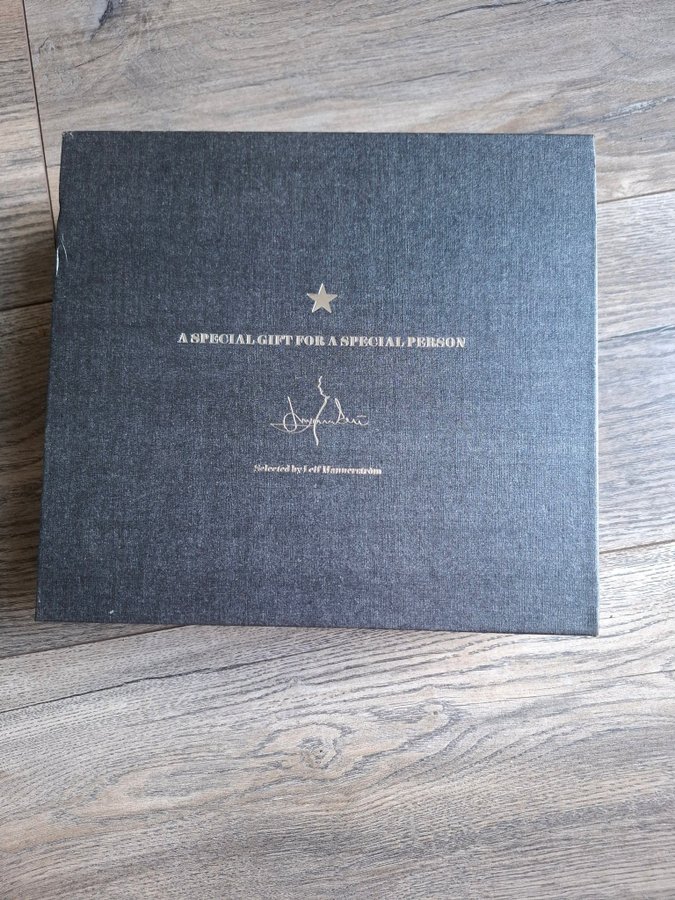 A SPECIAL GIFT FOR A SPECIAL PERSON
Selected by Leif Mannerström